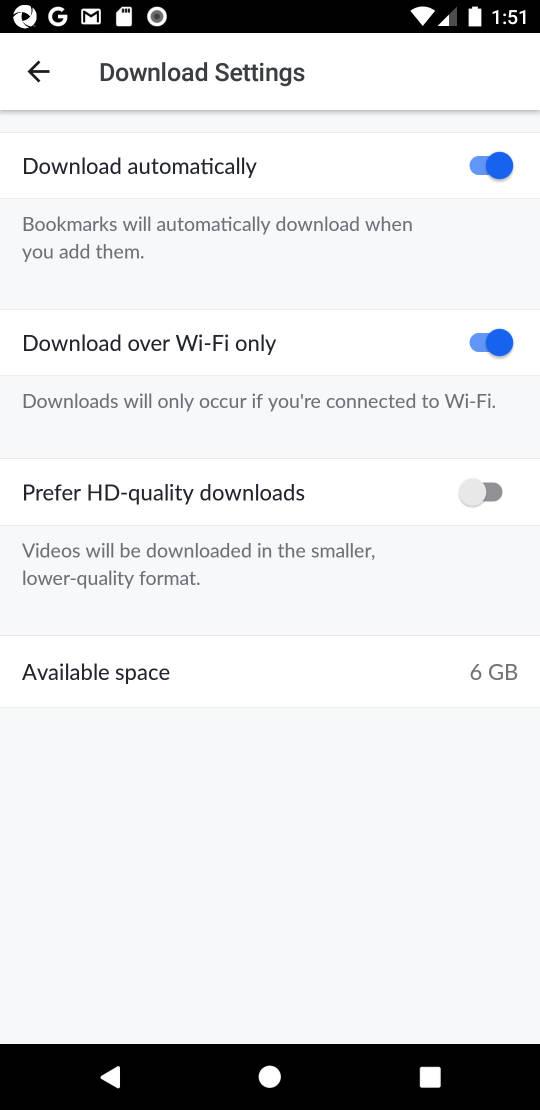 1:51
Download Settings
Download automatically
Bookmarks will automatically download when
you add them.
Download over Wi-Fi only
Downloads will only occur if you're connected to Wi-Fi.
Prefer HD-quality downloads
Videos will be downloaded in the smaller,
lower-quality format.
Available space 6 GB